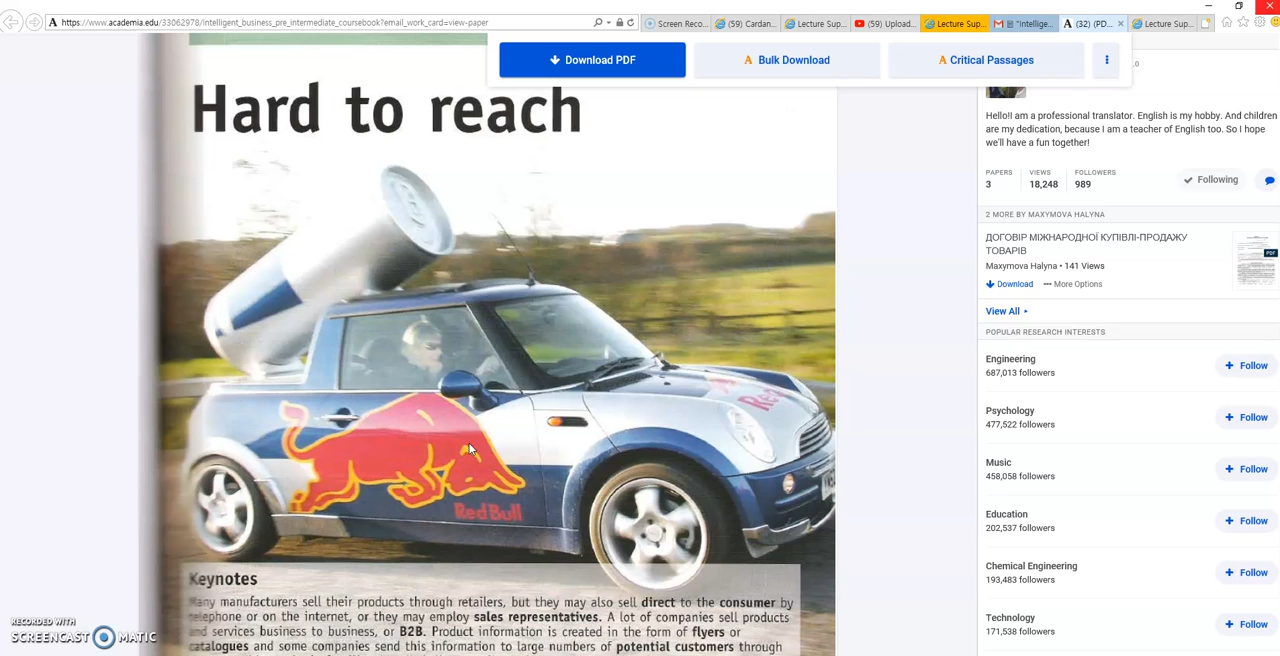 https://www.academia.edu/33062978/Intelligent_business_pre_intermediate_coursebook?email_work_card=view-paper
Screen Reco...
(59) Cardan...
Lecture Sup...
(59) Upload...
Lecture Sup...
"Intellige...
(32) (PD...
Lecture Sup...
Download PDF
Bulk Download
Critical Passages
Hard to reach
Red Bull
Keynotes
Many manufacturers sell their products through retailers, but they may also sell direct to the consumer by
telephone or on the internet, or they may employ sales representatives. A lot of companies sell products
and services business to business, or B2B. Product information is created in the form of flyers or
catalogues and some companies send this information to large numbers of potential customers through
RECORDED WITH
SCREENCAST MATIC
Hello!I am a professional translator. English is my hobby. And children
are my dedication, because I am a teacher of English too. So I hope
we'll have a fun together!
PAPERS
3
VIEWS
18,248
FOLLOWERS
989
Following
2 MORE BY MAXYMOVA HALYNA
ДОГОВІР МІЖНАРОДНОЇ КУПІВЛІ-ПРОДАЖУ
ТОВАРІВ
Maxymova Halyna • 141 Views
PDF
Download
More Options
View All
POPULAR RESEARCH INTERESTS
Engineering
687,013 followers
Follow
Psychology
477,522 followers
Follow
Music
458,058 followers
Follow
Education
202,537 followers
Follow
Chemical Engineering
193,483 followers
Follow
Technology
171,538 followers
Follow